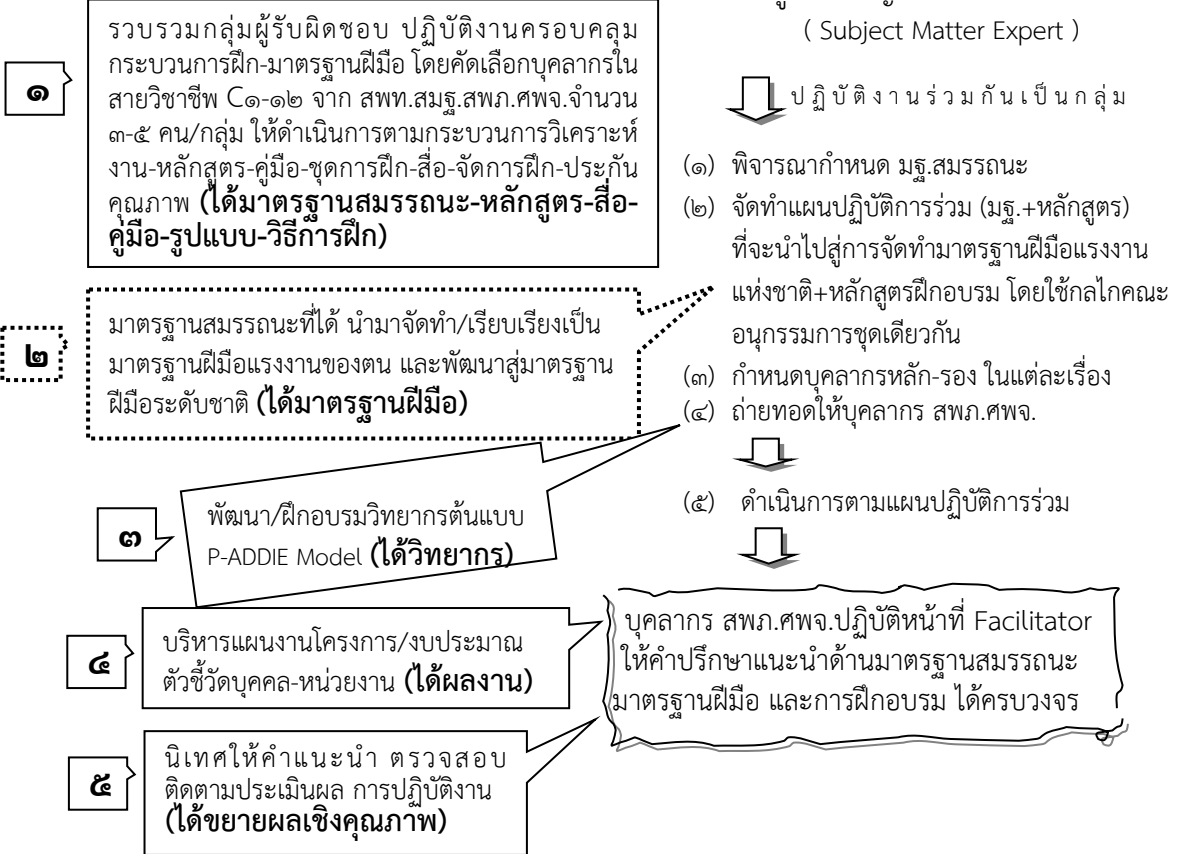 ๑
รวบรวมกลุ่มผู้รับผิดชอบ ปฏิบัติงานครอบคลุม
กระบวนการฝึก-มาตรฐานฝีมือ โดยคัดเลือกบุคลากรใน
สายวิชาชีพ C๑-๑๒ จาก สพท.สมฐ.สพภ.ศพจ.จำนวน
๓-๕ คน/กลุ่ม ให้ดำเนินการตามกระบวนการวิเคราะห์
งาน-หลักสูตร-คู่มือ-ชุดการฝึก-สื่อ-จัดการฝึก-ประกัน
คุณภาพ (ได้มาตรฐานสมรรถนะ-หลักสูตร-สื่อ-
คู่มือ-รูปแบบ-วิธีการฝึก)
๒
มาตรฐานสมรรถนะที่ได้ นำมาจัดทำ/เรียบเรียงเป็น
มาตรฐานฝีมือแรงงานของตน และพัฒนาสู่มาตรฐาน
ฝีมือระดับชาติ (ได้มาตรฐานฝีมือ)
๓
พัฒนา/ฝึกอบรมวิทยากรต้นแบบ
P-ADDIE Model (ได้วิทยากร)
๔
บริหารแผนงานโครงการ/งบประมาณ
ตัวชี้วัดบุคคล-หน่วยงาน (ได้ผลงาน)
๕
นิเทศให้คำแนะนำ ตรวจสอบ
ติดตามประเมินผล การปฏิบัติงาน
(ได้ขยายผลเชิงคุณภาพ)
( Subject Matter Expert )
ปฏิบัติงานร่วมกันเป็นกลุ่ม
(๑) พิจารณากำหนด มฐ.สมรรถนะ
(๒) จัดทำแผนปฏิบัติการร่วม (มฐ.+หลักสูตร)
ที่จะนำไปสู่การจัดทำมาตรฐานฝีมือแรงงาน
แห่งชาติ+หลักสูตรฝึกอบรม โดยใช้กลไกคณะ
อนุกรรมการชุดเดียวกัน
(๓) กำหนดบุคลากรหลัก-รอง ในแต่ละเรื่อง
(๔) ถ่ายทอดให้บุคลากร สพภ.ศพจ.
(๕) ดำเนินการตามแผนปฏิบัติการร่วม
บุคลากร สพภ.ศพจ.ปฏิบัติหน้าที่ Facilitator
ให้คำปรึกษาแนะนำด้านมาตรฐานสมรรถนะ
มาตรฐานฝีมือ และการฝึกอบรม ได้ครบวงจร